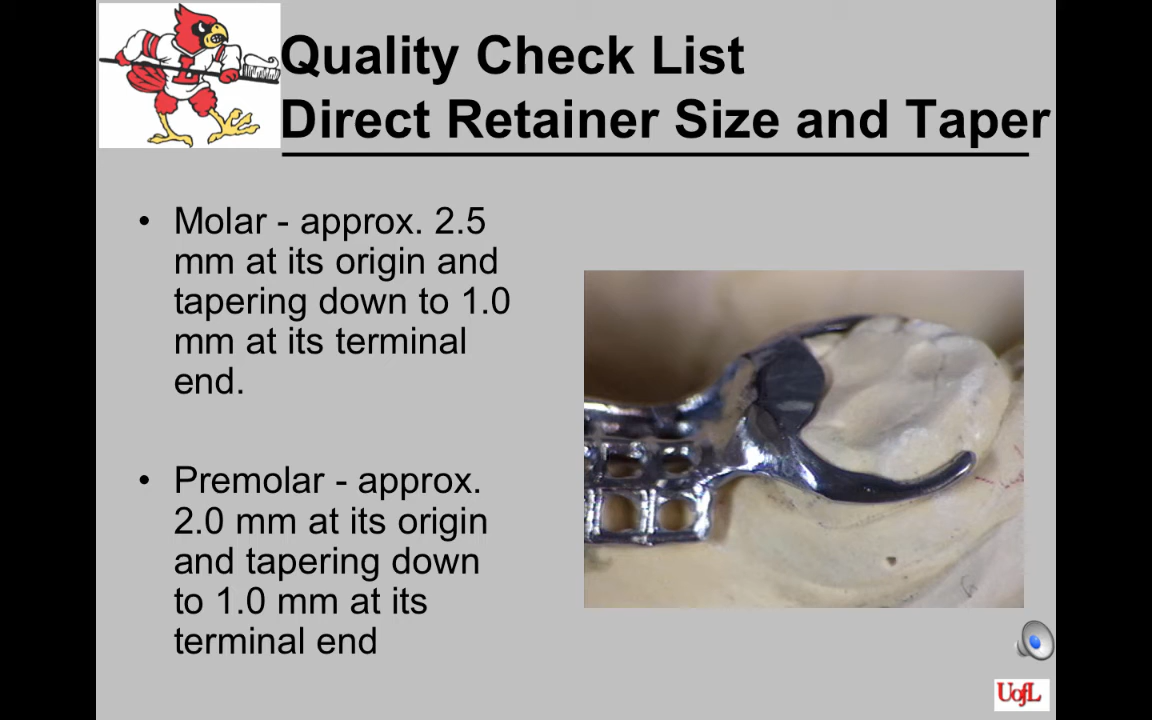 Quality Check List
Direct Retainer Size and Taper
• Molar - approx. 2.5
mm at its origin and
tapering down to 1.0
mm at its terminal
end.
• Premolar - approx.
2.0 mm at its origin
and tapering down
to 1.0 mm at its
terminal end
UofL